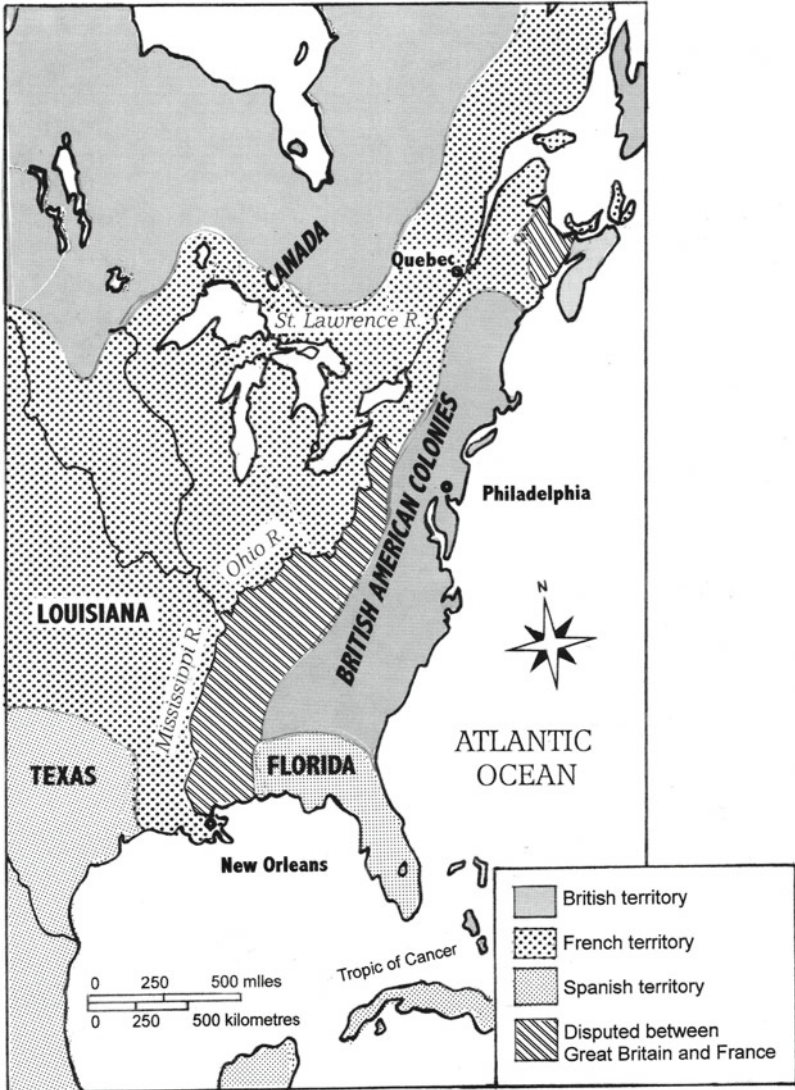 CANADA
Quebec
St. Lawrence R.
BRITISH AMERICAN COLONIES
Philadelphia
Ohio R.
LOUISIANA
Mississippi R.
N
ATLANTIC
OCEAN
TEXAS
FLORIDA
New Orleans
Tropic of Cancer
0 250 500 miles
0 250 500 kilometres
British territory
French territory
Spanish territory
Disputed between
Great Britain and France